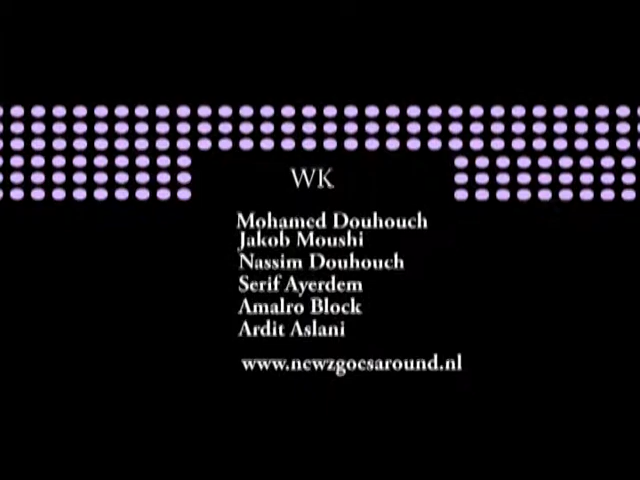 WK
Mohamed Douhouch
Jakob Moushi
Nassim Douhouch
Serif Ayerdem
Amalro Block
Ardit Aslani
www.newzgoesaround.nl